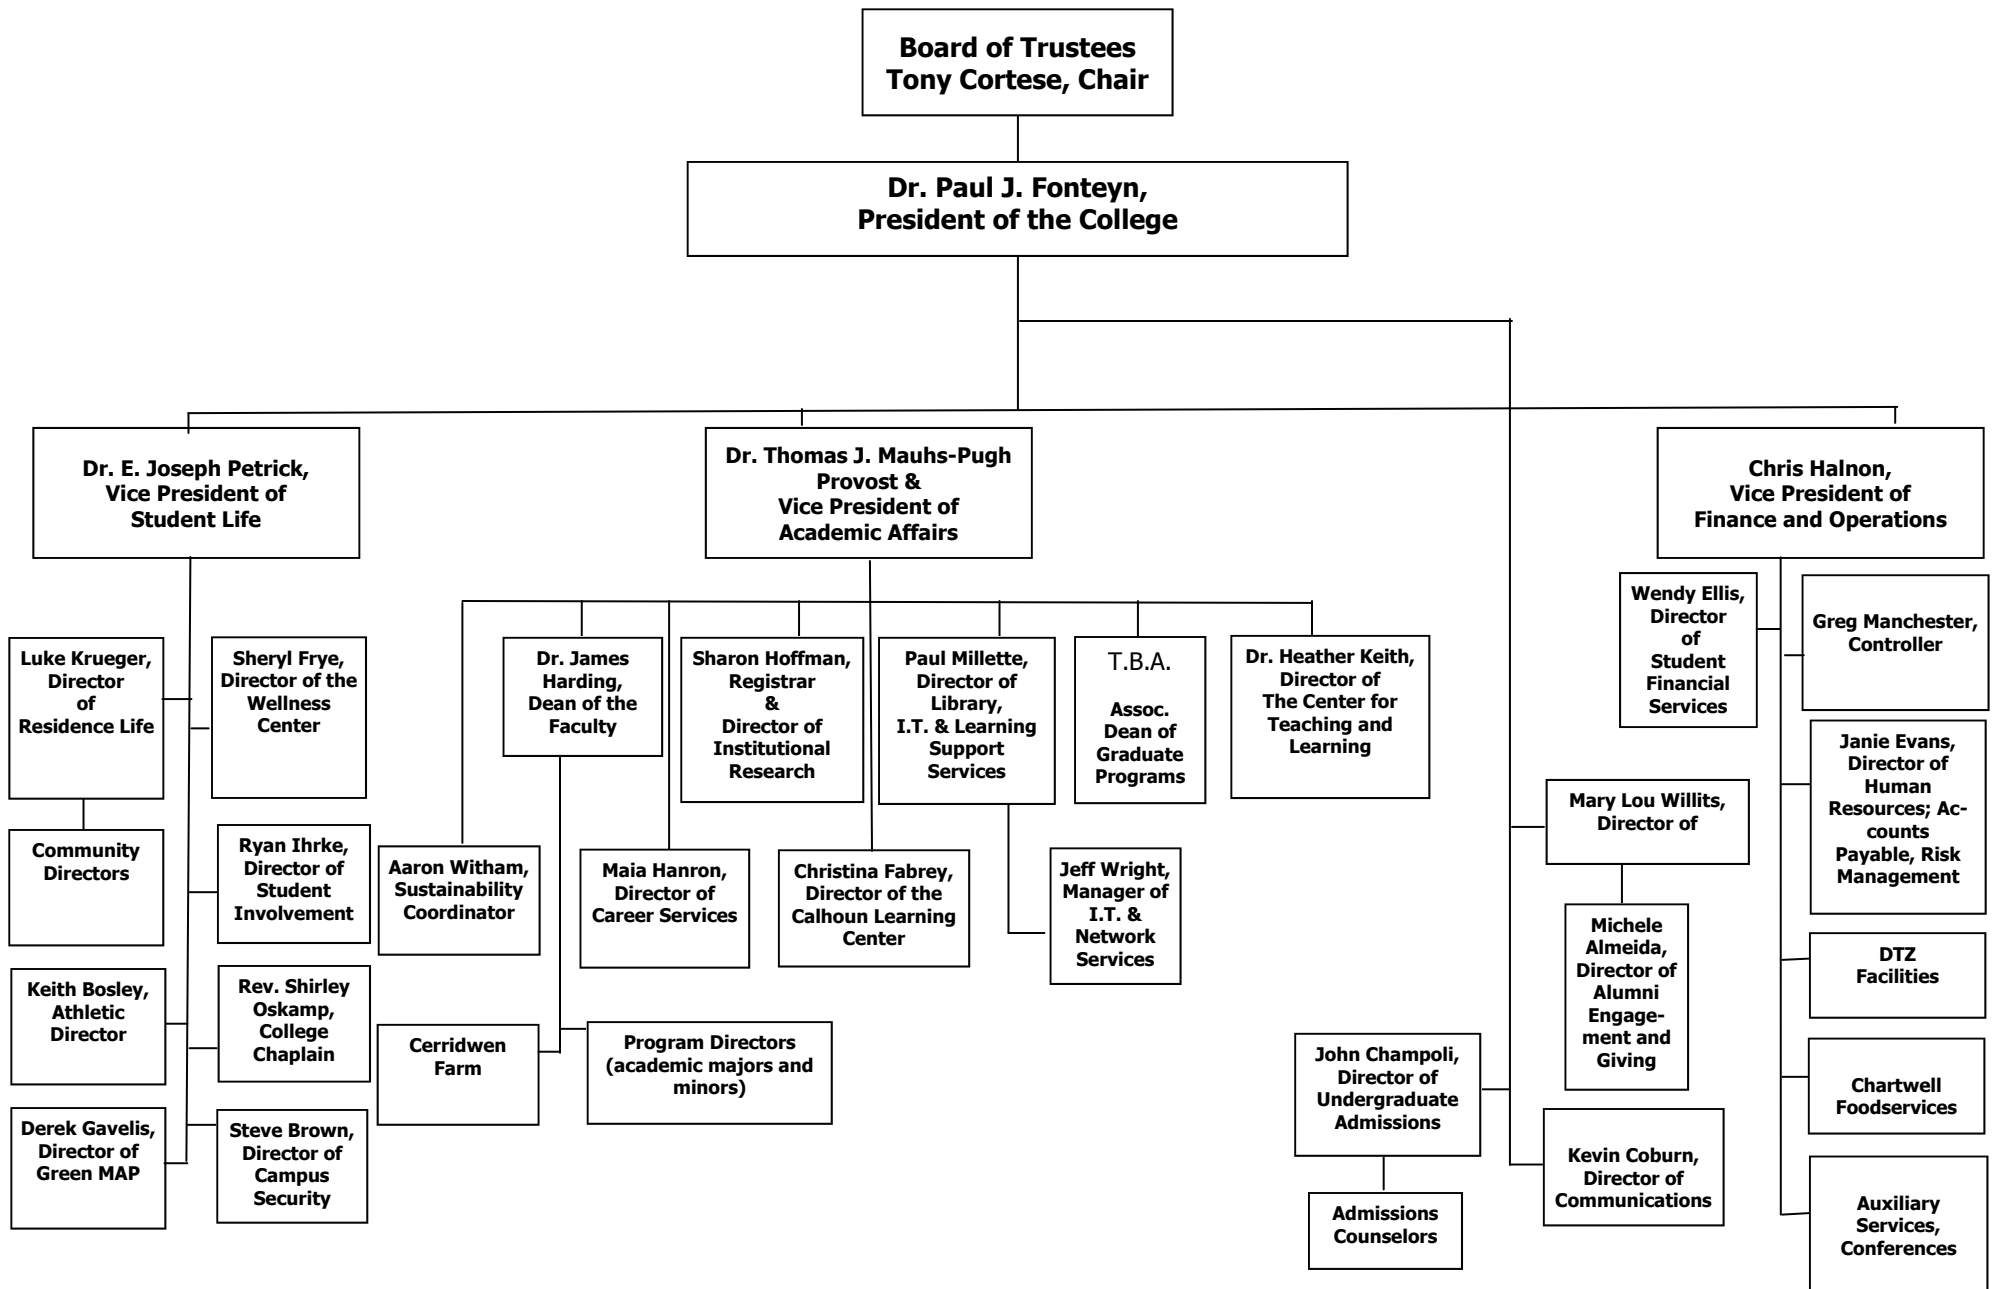 Board of Trustees
Tony Cortese, Chair
Dr. Paul J. Fonteyn,
President of the College
Dr. E. Joseph Petrick,
Vice President of
Student Life
Dr. Thomas J. Mauhs-Pugh
Provost &
Vice President of
Academic Affairs
Chris Halnon,
Vice President of
Finance and Operations
Luke Krueger,
Director
of
Residence Life
Sheryl Frye,
Director of the
Wellness
Center
Community
Directors
Ryan Ihrke,
Director of
Student
Involvement
Keith Bosley,
Athletic
Director
Rev. Shirley
Oskamp,
College
Chaplain
Derek Gavelis,
Director of
Green MAP
Steve Brown,
Director of
Campus
Security
Dr. James
Harding,
Dean of the
Faculty
Sharon Hoffman,
Registrar
&
Director of
Institutional
Research
Paul Millette,
Director of
Library,
I.T. & Learning
Support
Services
T.B.A.
Assoc.
Dean of
Graduate
Programs
Dr. Heather Keith,
Director of
The Center for
Teaching and
Learning
Aaron Witham,
Sustainability
Coordinator
Maia Hanron,
Director of
Career Services
Christina Fabrey,
Director of the
Calhoun Learning
Center
Jeff Wright,
Manager of
I.T. &
Network
Services
Cerridwen
Farm
Program Directors
(academic majors and
minors)
Mary Lou Willits,
Director of
Michele
Almeida,
Director of
Alumni
Engage-
ment and
Giving
John Champoli,
Director of
Undergraduate
Admissions
Admissions
Counselors
Kevin Coburn,
Director of
Communications
Wendy Ellis,
Director
of
Student
Financial
Services
Greg Manchester,
Controller
Janie Evans,
Director of
Human
Resources; Ac-
counts
Payable, Risk
Management
DTZ
Facilities
Chartwell
Foodservices
Auxiliary
Services,
Conferences